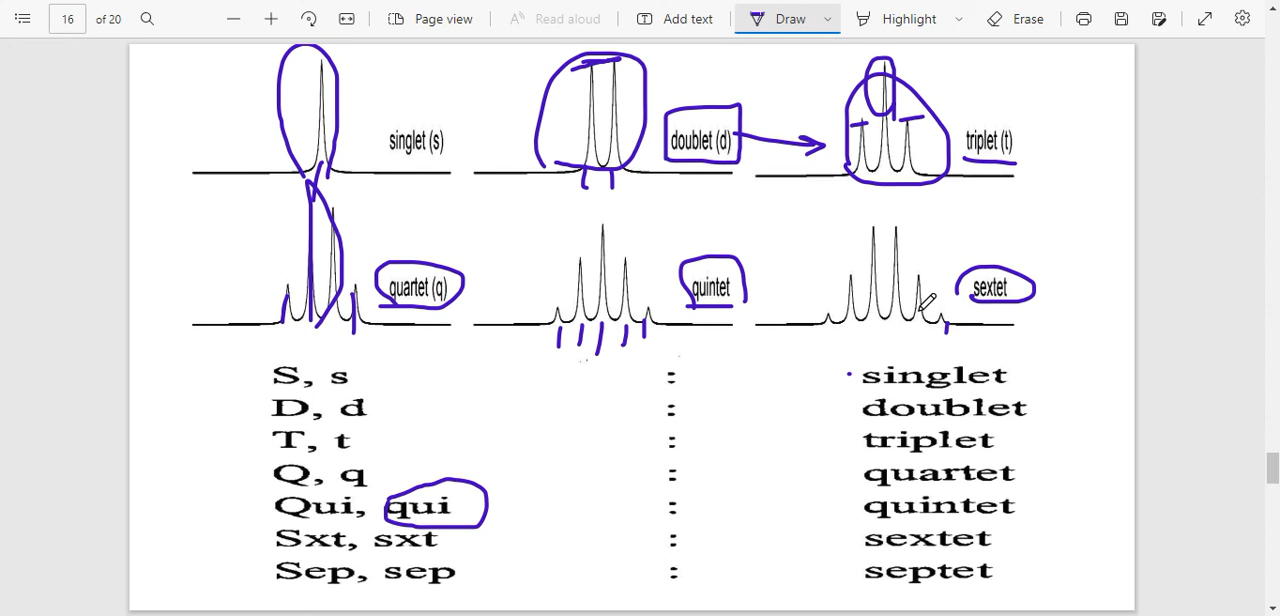 16 of 20 Page view Read aloud Add text Draw Highlight Erase
singlet (s) doublet (d) triplet (t)
quartet (q) quintet sextet
S, s : singlet
D, d : doublet
T, t : triplet
Q, q : quartet
Qui, qui : quintet
Sxt, sxt : sextet
Sep, sep : septet